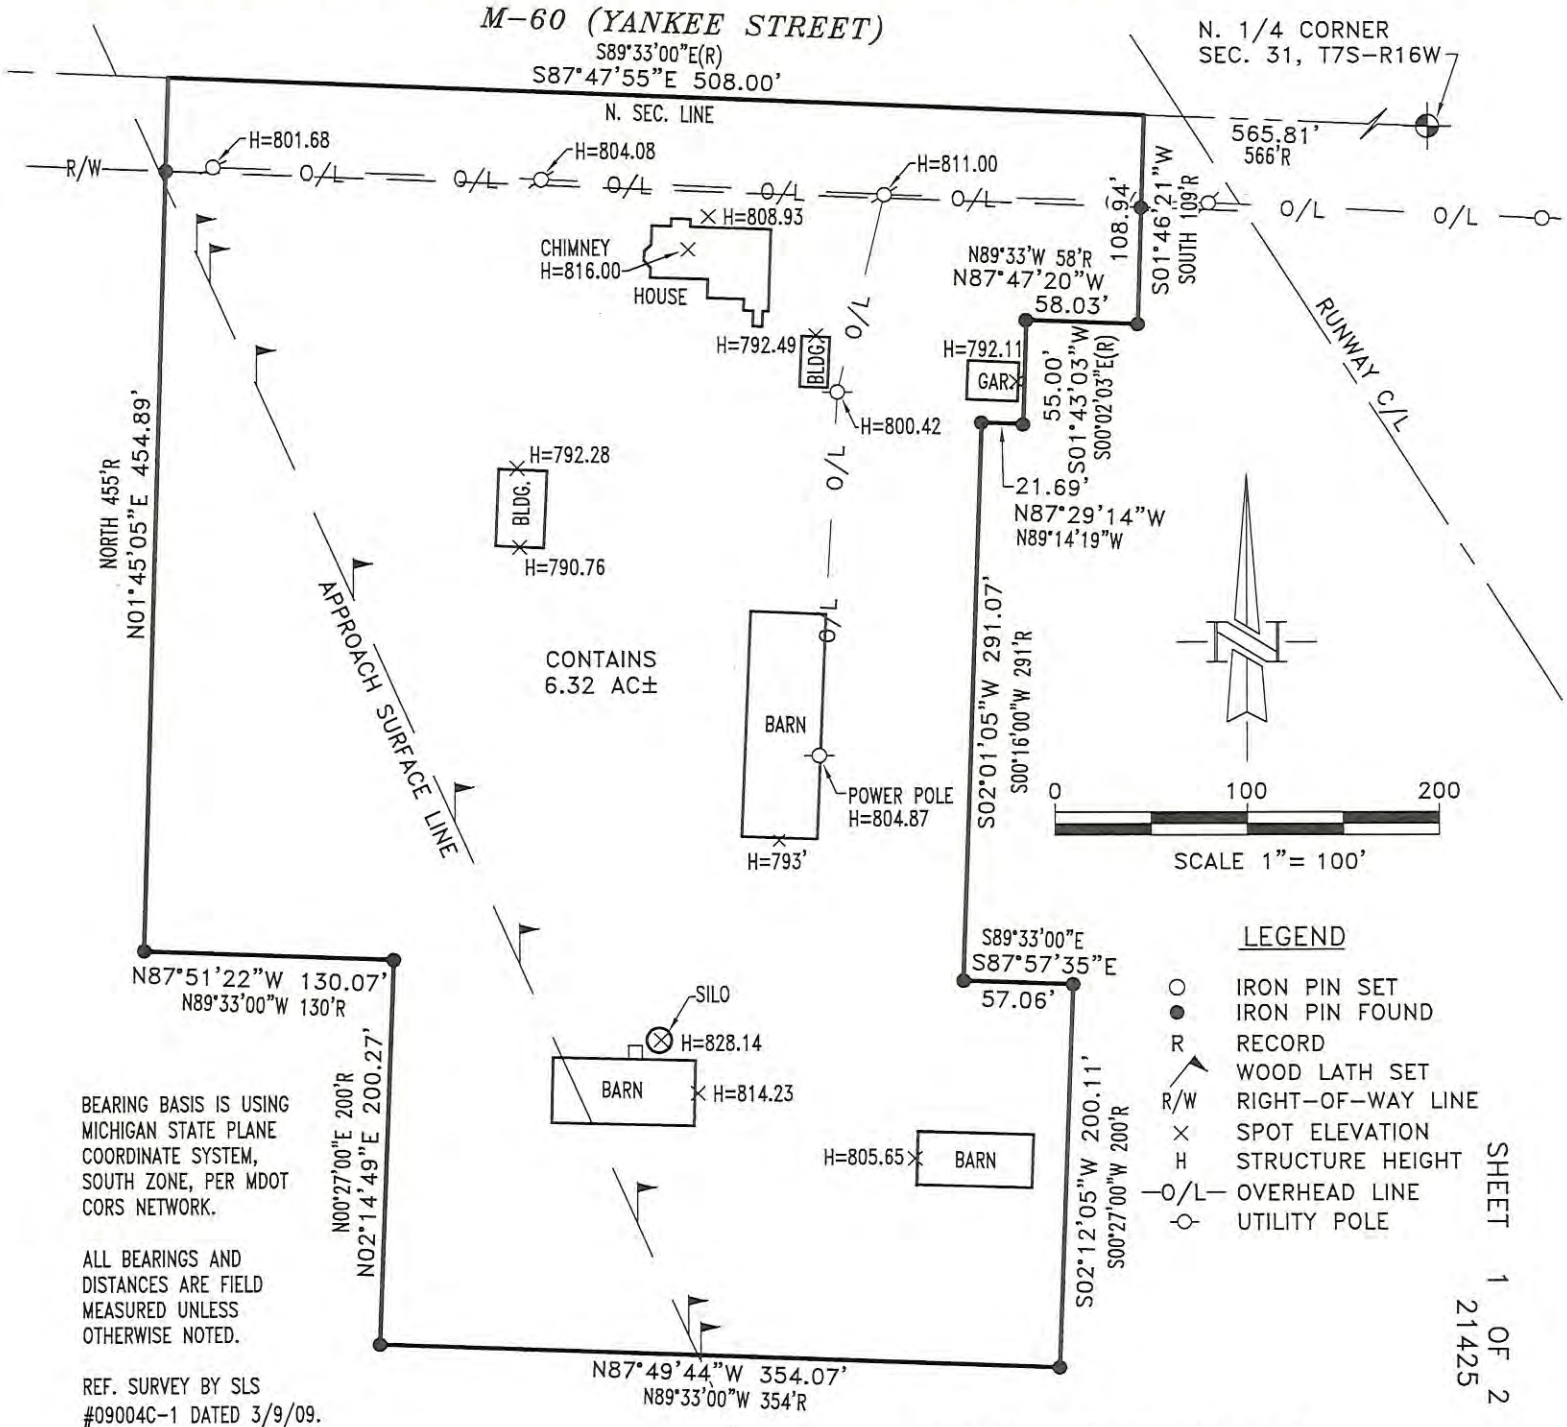 M-60 (YANKEE STREET)
S89°33'00"E(R)
S87°47'55"E 508.00'
N. SEC. LINE
N. 1/4 CORNER
SEC. 31, T7S-R16W
565.81'
566'R
R/W
H=801.68
O/L
O/L
H=804.08
O/L
O/L
H=811.00
O/L
O/L
O/L
108.94'
S01°46'21"W
SOUTH 109'R
H=808.93
CHIMNEY
H=816.00
HOUSE
N89°33'W 58'R
N87°47'20"W
58.03'
O/L
H=792.49
BLDG.
H=792.11
GAR
55.00'
S01°43'03"W
S00°02'03"E(R)
RUNWAY C/L
H=800.42
O/L
21.69'
N87°29'14"W
N89°14'19"W
NORTH 455'R
N01°45'05"E 454.89'
H=792.28
BLDG.
H=790.76
APPROACH SURFACE LINE
CONTAINS
6.32 AC±
O/L
BARN
POWER POLE
H=804.87
H=793'
S02°01'05"W 291.07'
S00°16'00"W 291'R
0 100 200
SCALE 1"= 100'
N87°51'22"W 130.07'
N89°33'00"W 130'R
S89°33'00"E
S87°57'35"E
57.06'
LEGEND
IRON PIN SET
IRON PIN FOUND
R RECORD
WOOD LATH SET
R/W RIGHT-OF-WAY LINE
SPOT ELEVATION
H STRUCTURE HEIGHT
O/L OVERHEAD LINE
UTILITY POLE
SILO
H=828.14
BARN
H=814.23
H=805.65
BARN
N00°27'00"E 200'R
N02°14'49"E 200.27'
S02°12'05"W 200.11'
S00°27'00"W 200'R
BEARING BASIS IS USING
MICHIGAN STATE PLANE
COORDINATE SYSTEM,
SOUTH ZONE, PER MDOT
CORS NETWORK.
ALL BEARINGS AND
DISTANCES ARE FIELD
MEASURED UNLESS
OTHERWISE NOTED.
REF. SURVEY BY SLS
#09004C-1 DATED 3/9/09.
N87°49'44"W 354.07'
N89°33'00"W 354'R
SHEET 1 OF 2
21425